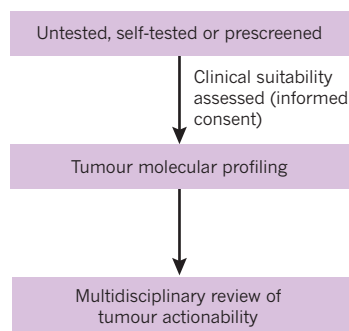 Untested, self-tested or prescreened
Clinical suitability
assessed (informed
consent)
Tumour molecular profiling
Multidisciplinary review of
tumour actionability